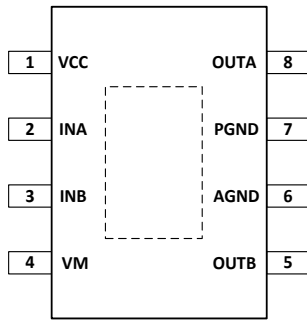 1 VCC OUTA 8
2 INA PGND 7
3 INB AGND 6
4 VM OUTB 5